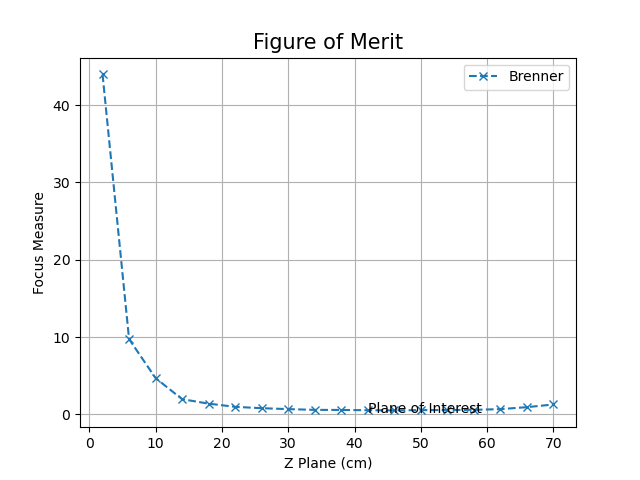 Figure of Merit
Brenner
Focus Measure
40
30
20
10
0
Plane of Interest
0 10 20 30 40 50 60 70
Z Plane (cm)